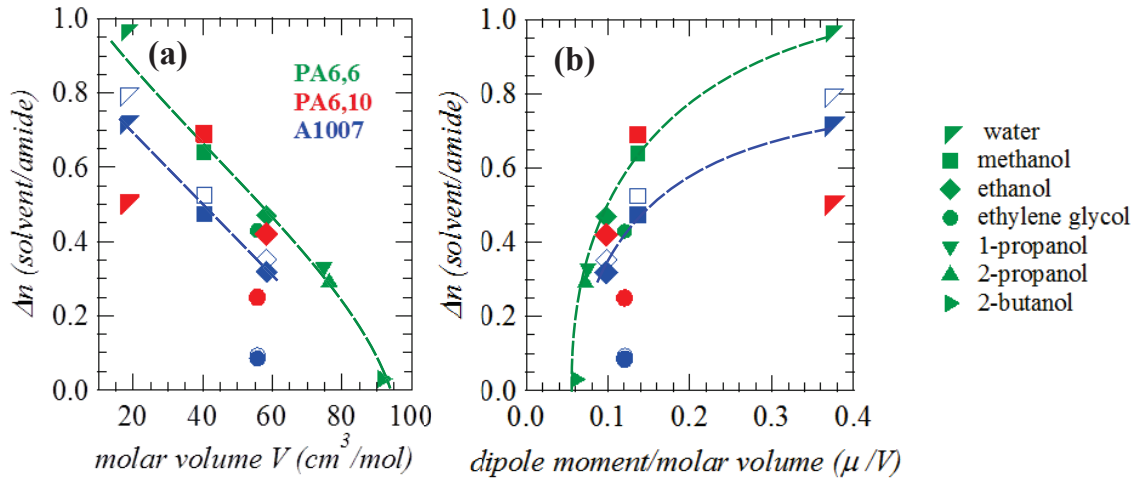 (a)
PA6,6
PA6,10
A1007
Δn (solvent/amide)
1.0
0.8
0.6
0.4
0.2
0.0
20 40 60 80 100
molar volume V (cm³/mol)
(b)
Δn (solvent/amide)
1.0
0.8
0.6
0.4
0.2
0.0
0.0 0.1 0.2 0.3 0.4
dipole moment/molar volume (μ/V)
water
methanol
ethanol
ethylene glycol
1-propanol
2-propanol
2-butanol